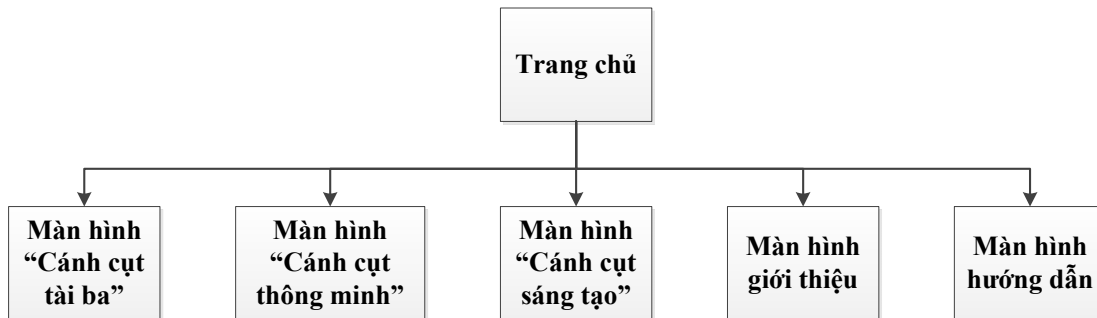 Trang chủ
Màn hình
“Cánh cụt
tài ba”
Màn hình
“Cánh cụt
thông minh”
Màn hình
“Cánh cụt
sáng tạo”
Màn hình
giới thiệu
Màn hình
hướng dẫn